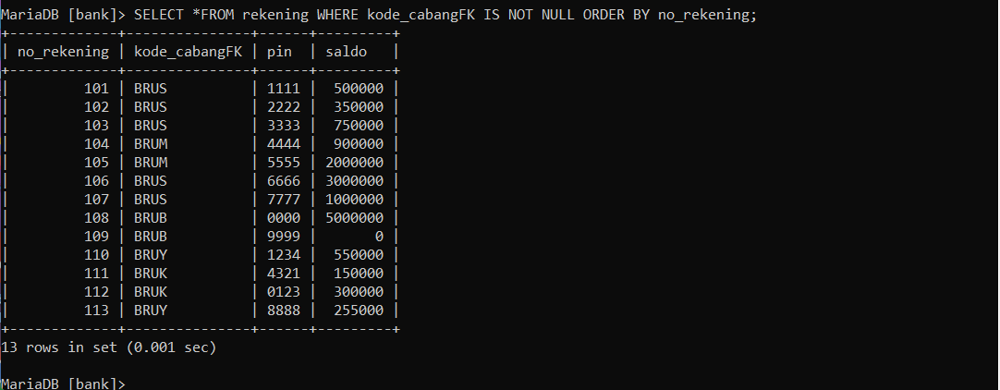 MariaDB [bank]> SELECT *FROM rekening WHERE kode_cabangFK IS NOT NULL ORDER BY no_rekening;
+-------------+---------------+------+---------+
| no_rekening | kode_cabangFK | pin  | saldo   |
+-------------+---------------+------+---------+
|         101 | BRUS          | 1111 |  500000 |
|         102 | BRUS          | 2222 |  350000 |
|         103 | BRUS          | 3333 |  750000 |
|         104 | BRUM          | 4444 |  900000 |
|         105 | BRUM          | 5555 | 2000000 |
|         106 | BRUS          | 6666 | 3000000 |
|         107 | BRUS          | 7777 | 1000000 |
|         108 | BRUB          | 0000 | 5000000 |
|         109 | BRUB          | 9999 |       0 |
|         110 | BRUY          | 1234 |  550000 |
|         111 | BRUK          | 4321 |  150000 |
|         112 | BRUK          | 0123 |  300000 |
|         113 | BRUY          | 8888 |  255000 |
+-------------+---------------+------+---------+
13 rows in set (0.001 sec)
MariaDB [bank]>